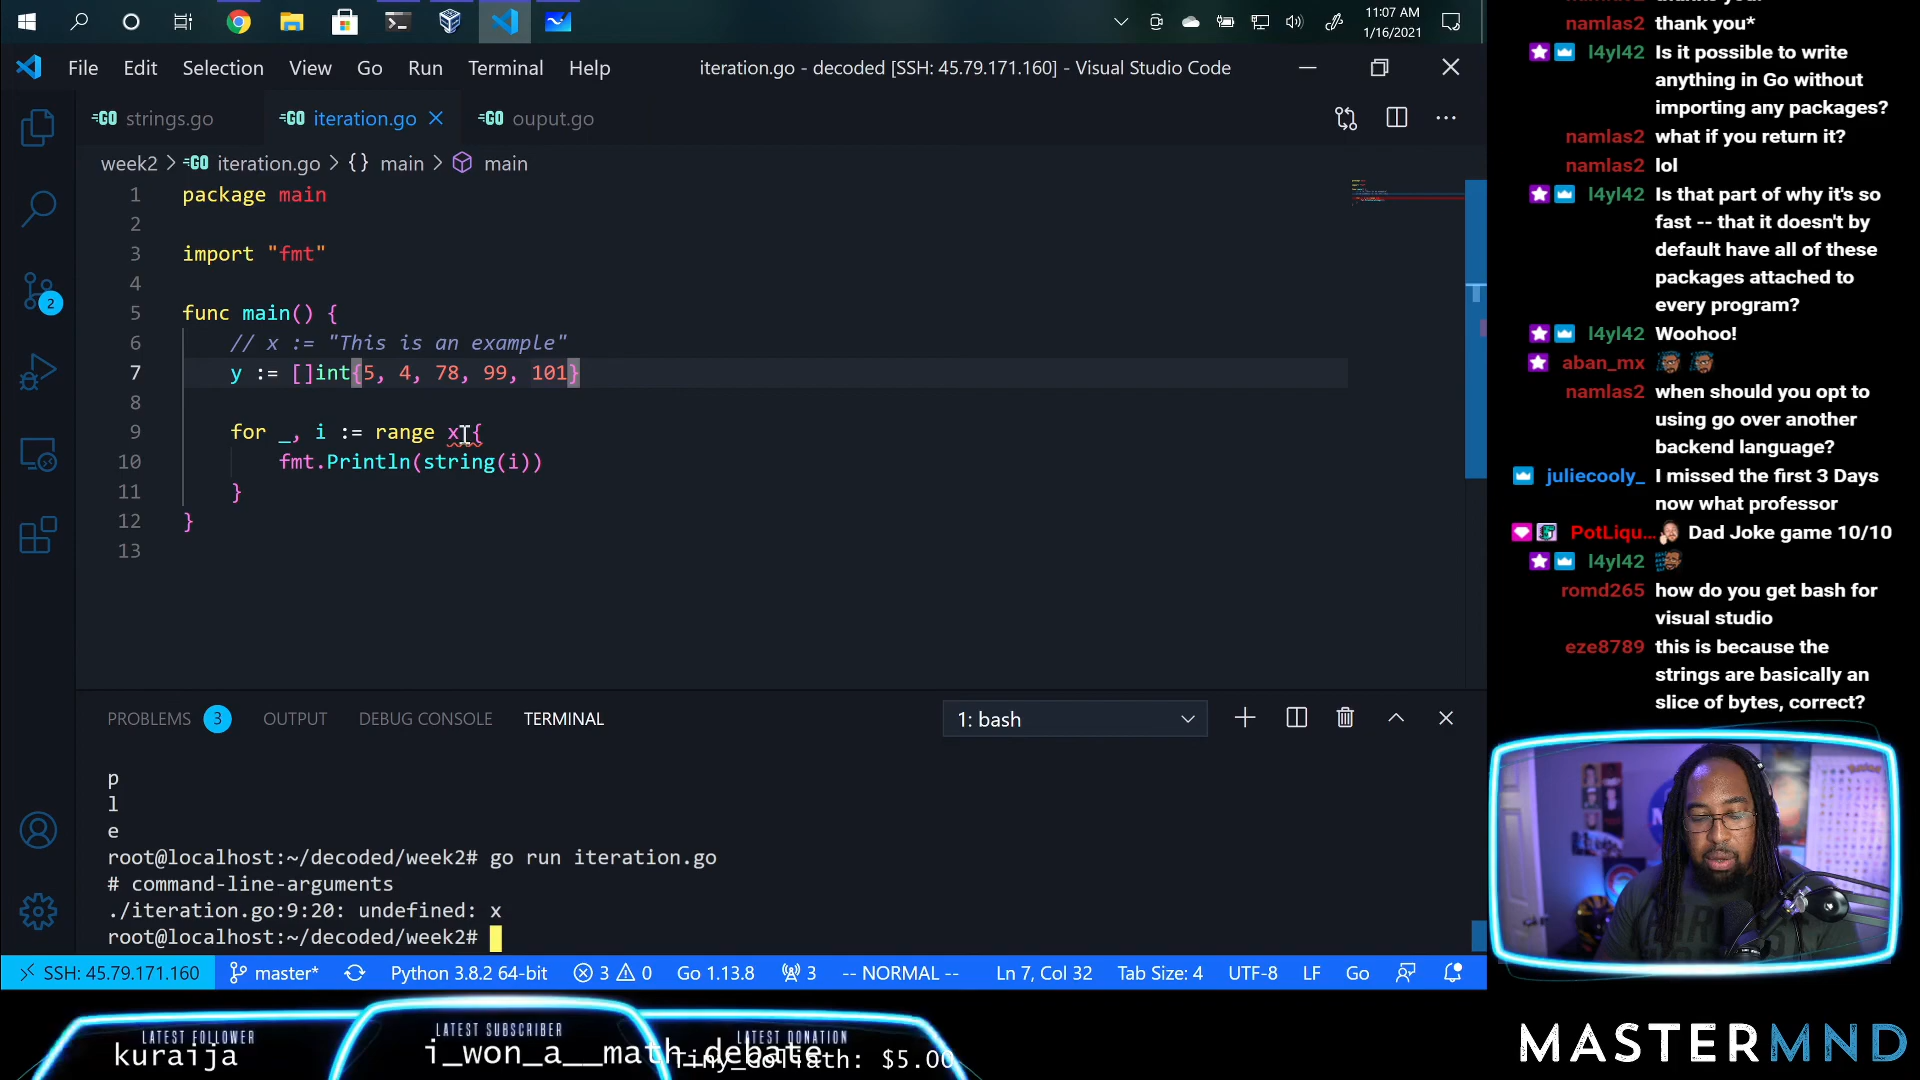 11:07 AM
1/16/2021
File Edit Selection View Go Run Terminal Help
iteration.go - decoded [SSH: 45.79.171.160] - Visual Studio Code
strings.go iteration.go ouput.go
week2 > iteration.go > {} main > main
1 package main
2
3 import "fmt"
4
5 func main() {
6 // x := "This is an example"
7 y := []int{5, 4, 78, 99, 101}
8
9 for _, i := range x {
10 fmt.Println(string(i))
11 }
12 }
13
PROBLEMS 3 OUTPUT DEBUG CONSOLE TERMINAL 1: bash
p
l
e
root@localhost:~/decoded/week2# go run iteration.go
# command-line-arguments
./iteration.go:9:20: undefined: x
root@localhost:~/decoded/week2#
SSH: 45.79.171.160 master* Python 3.8.2 64-bit 3 0 Go 1.13.8 3 -- NORMAL -- Ln 7, Col 32 Tab Size: 4 UTF-8 LF Go
2
namlas2 thank you*
l4yl42 Is it possible to write
anything in Go without
importing any packages?
namlas2 what if you return it?
namlas2 lol
l4yl42 Is that part of why it's so
fast -- that it doesn't by
default have all of these
packages attached to
every program?
l4yl42 Woohoo!
aban_mx
namlas2 when should you opt to
using go over another
backend language?
juliecooly_ I missed the first 3 Days
now what professor
PotLiqu... Dad Joke game 10/10
l4yl42
romd265 how do you get bash for
visual studio
eze8789 this is because the
strings are basically an
slice of bytes, correct?
LATEST FOLLOWER
kuraija
LATEST SUBSCRIBER
i_won_a__math_debate
LATEST DONATION
Tiny_Goliath: $5.00
MASTERMND